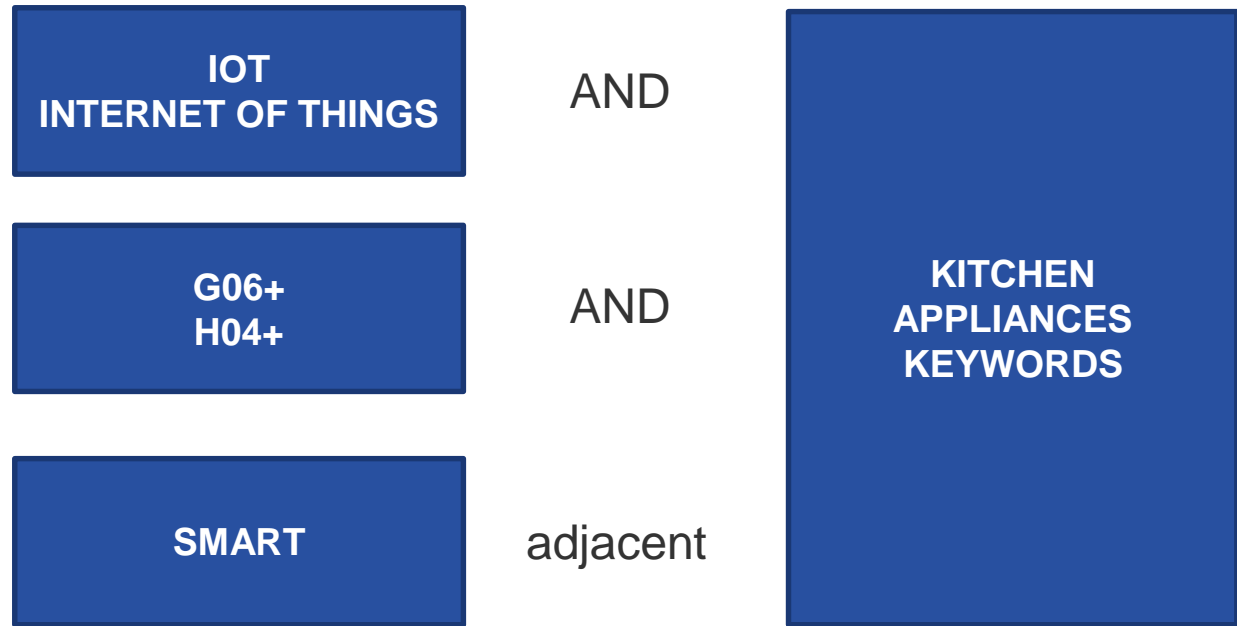 IOT
INTERNET OF THINGS
AND
G06+
H04+
AND
SMART
adjacent
KITCHEN
APPLIANCES
KEYWORDS